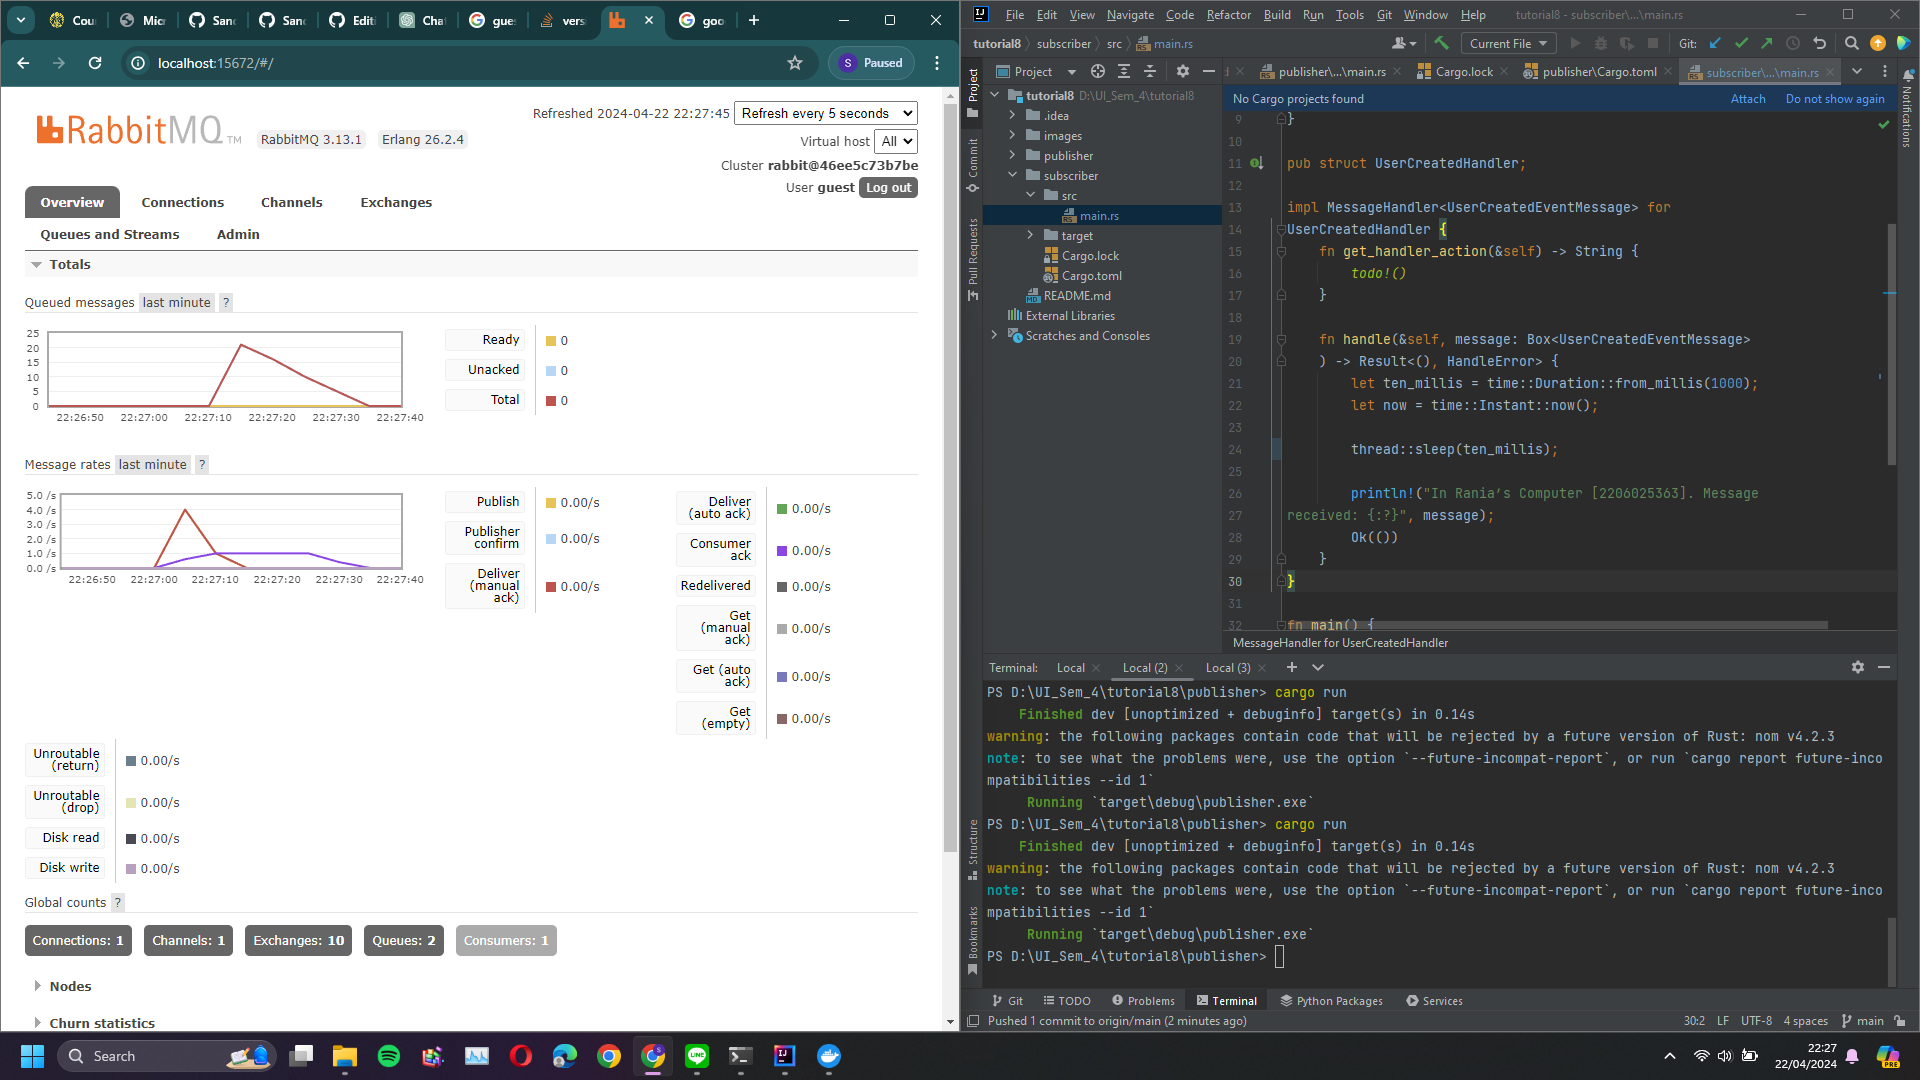 Cou
Micr
Sanc
Sanc
Editi
Chat
gues
vers
goo
localhost:15672/#/
S
Paused
RabbitMQ TM
RabbitMQ 3.13.1
Erlang 26.2.4
Refreshed 2024-04-22 22:27:45
Refresh every 5 seconds
Virtual host
All
Cluster rabbit@46ee5c73b7be
User guest
Log out
Overview
Connections
Channels
Exchanges
Queues and Streams
Admin
Totals
Queued messages last minute ?
25
20
15
10
5
0
22:26:50 22:27:00 22:27:10 22:27:20 22:27:30 22:27:40
Ready 0
Unacked 0
Total 0
Message rates last minute ?
5.0 /s
4.0 /s
3.0 /s
2.0 /s
1.0 /s
0.0 /s
22:26:50 22:27:00 22:27:10 22:27:20 22:27:30 22:27:40
Publish 0.00/s
Publisher confirm 0.00/s
Deliver (manual ack) 0.00/s
Deliver (auto ack) 0.00/s
Consumer ack 0.00/s
Redelivered 0.00/s
Get (manual ack) 0.00/s
Get (auto ack) 0.00/s
Get (empty) 0.00/s
Unroutable (return) 0.00/s
Unroutable (drop) 0.00/s
Disk read 0.00/s
Disk write 0.00/s
Global counts ?
Connections: 1
Channels: 1
Exchanges: 10
Queues: 2
Consumers: 1
Nodes
Churn statistics
File Edit View Navigate Code Refactor Build Run Tools Git Window Help
tutorial8 - subscriber\...\main.rs
tutorial8 subscriber src main.rs
Current File
Git:
Project
publisher\...\main.rs
Cargo.lock
publisher\Cargo.toml
subscriber\...\main.rs
Project
Commit
Pull Requests
Structure
Bookmarks
Notifications
tutorial8 D:\UI_Sem_4\tutorial8
.idea
images
publisher
subscriber
src
main.rs
target
Cargo.lock
Cargo.toml
README.md
External Libraries
Scratches and Consoles
No Cargo projects found
Attach
Do not show again
9 }
10
11 pub struct UserCreatedHandler;
12
13 impl MessageHandler<UserCreatedEventMessage> for
14 UserCreatedHandler {
15 fn get_handler_action(&self) -> String {
16 todo!()
17 }
18
19 fn handle(&self, message: Box<UserCreatedEventMessage>
20 ) -> Result<(), HandleError> {
21 let ten_millis = time::Duration::from_millis(1000);
22 let now = time::Instant::now();
23
24 thread::sleep(ten_millis);
25
26 println!("In Rania's Computer [2206025363]. Message
27 received: {:?}", message);
28 Ok(())
29 }
30 }
31
32 fn main() {
MessageHandler for UserCreatedHandler
Terminal: Local Local (2) Local (3)
PS D:\UI_Sem_4\tutorial8\publisher> cargo run
Finished dev [unoptimized + debuginfo] target(s) in 0.14s
warning: the following packages contain code that will be rejected by a future version of Rust: nom v4.2.3
note: to see what the problems were, use the option `--future-incompat-report`, or run `cargo report future-inco
mpatibilities --id 1`
Running `target\debug\publisher.exe`
PS D:\UI_Sem_4\tutorial8\publisher> cargo run
Finished dev [unoptimized + debuginfo] target(s) in 0.14s
warning: the following packages contain code that will be rejected by a future version of Rust: nom v4.2.3
note: to see what the problems were, use the option `--future-incompat-report`, or run `cargo report future-inco
mpatibilities --id 1`
Running `target\debug\publisher.exe`
PS D:\UI_Sem_4\tutorial8\publisher>
Git TODO Problems Terminal Python Packages Services
Pushed 1 commit to origin/main (2 minutes ago)
30:2 LF UTF-8 4 spaces main
Search
22:27
22/04/2024
PRE